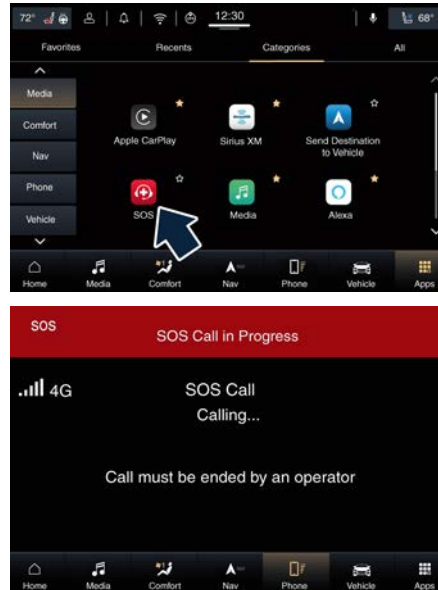 72° 12:30 68°
Favorites Recents Categories All
Media
Comfort
Nav
Phone
Vehicle
Apple CarPlay Sirius XM Send Destination
to Vehicle
SOS Media Alexa
Home Media Comfort Nav Phone Vehicle Apps
SOS SOS Call in Progress
4G SOS Call
Calling...
Call must be ended by an operator
Home Media Comfort Nav Phone Vehicle Apps